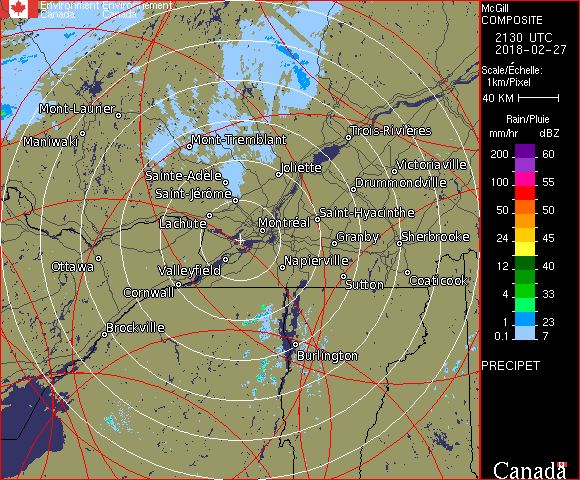 Environment Environnement
Canada Canada
McGill
COMPOSITE
2130 UTC
2018-02-27
Scale/Échelle:
1km/Pixel
40 KM
Rain/Pluie
mm/hr dBZ
200 60
100 55
50 50
24 45
12 40
4 33
2 28
1 23
0.1 7
PRECIPET
Canada
Mont-Laurier
Maniwaki
Mont-Tremblant
Trois-Rivières
Sainte-Adèle
Joliette
Victoriaville
Saint-Jérôme
Drummondville
Lachute
Montréal
Saint-Hyacinthe
Granby
Sherbrooke
Ottawa
Valleyfield
Napierville
Cornwall
Sutton
Coaticook
Brockville
Burlington